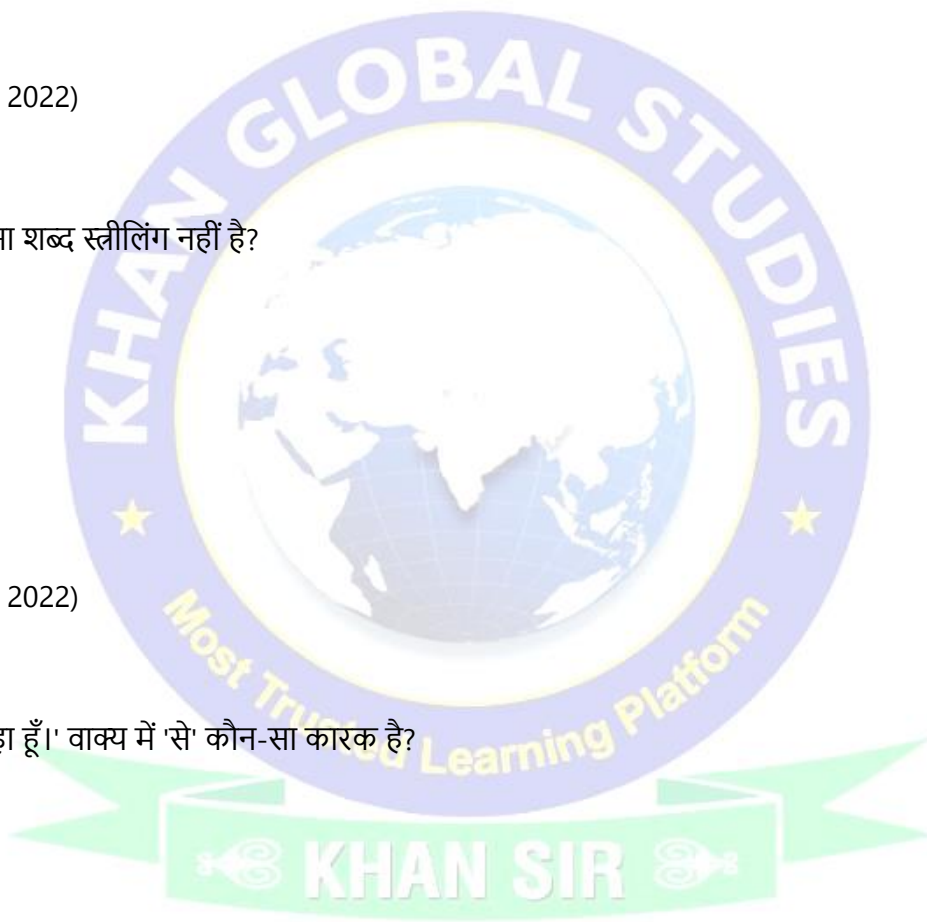 2022)
KHAN GLOBAL STUDIES
शब्द स्त्रीलिंग नहीं है?
2022)
Most Trusted Learning Platform
हूँ।' वाक्य में 'से' कौन-सा कारक है?
KHAN SIR